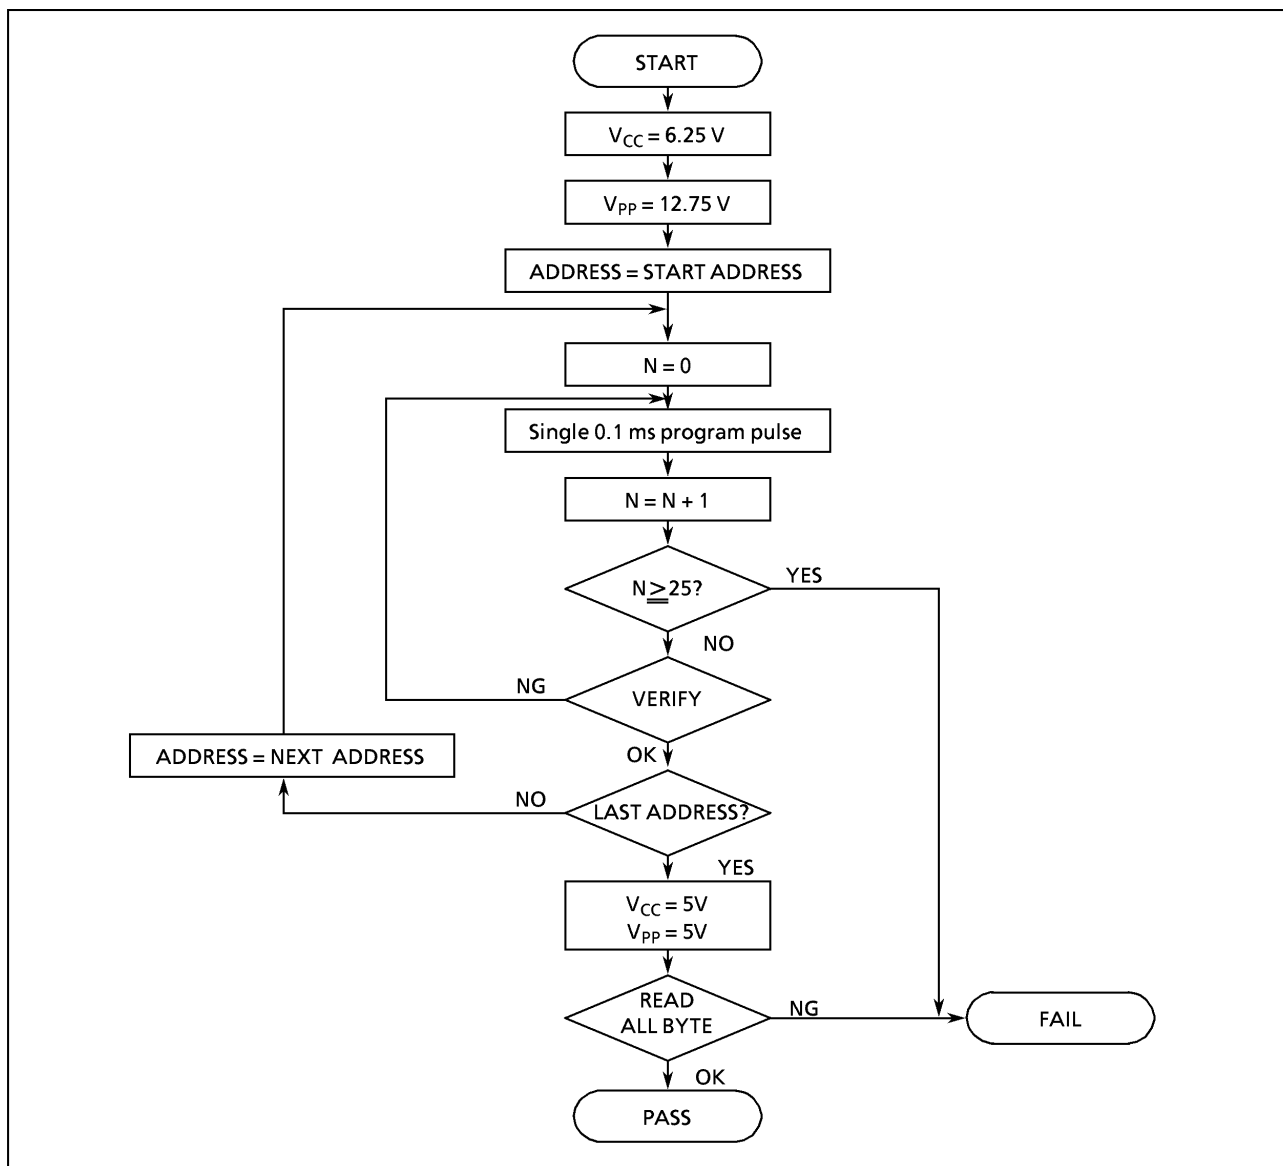 START
VCC = 6.25 V
VPP = 12.75 V
ADDRESS = START ADDRESS
N = 0
Single 0.1 ms program pulse
N = N + 1
N ≧ 25?
YES
NO
NG
VERIFY
ADDRESS = NEXT ADDRESS
OK
NO
LAST ADDRESS?
YES
VCC = 5V
VPP = 5V
READ
ALL BYTE
NG
FAIL
OK
PASS